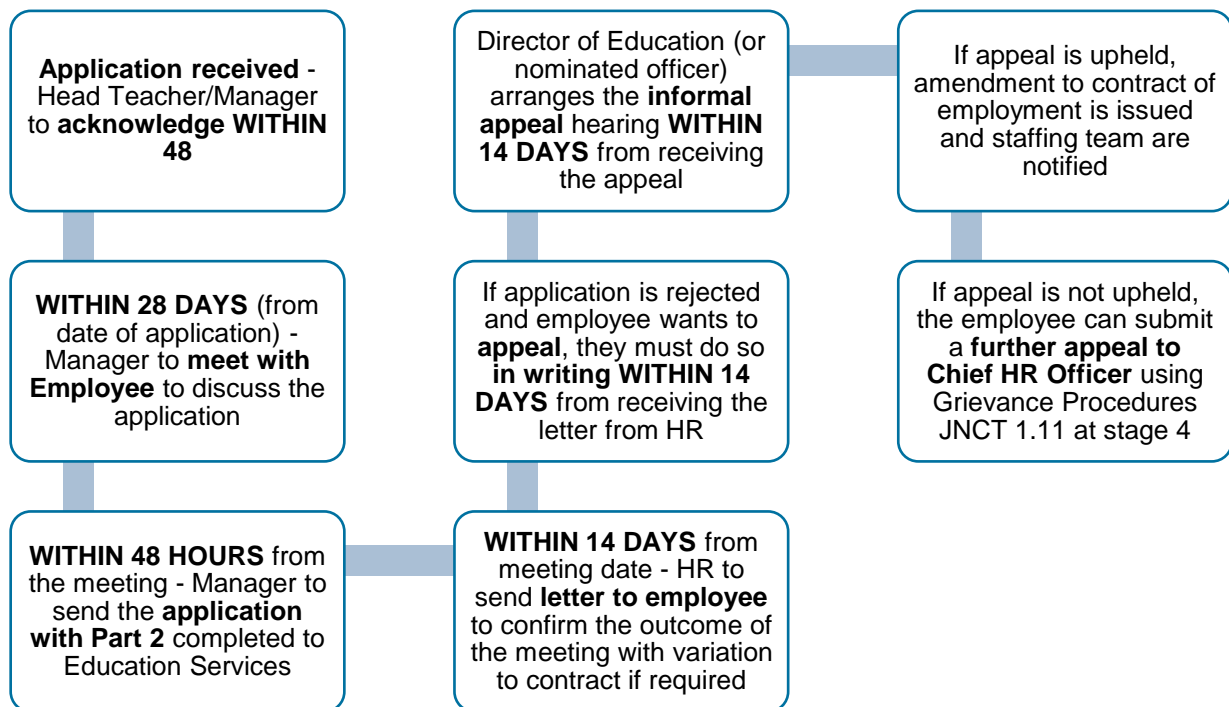 Application received -
Head Teacher/Manager
to acknowledge WITHIN
48
WITHIN 28 DAYS (from
date of application) -
Manager to meet with
Employee to discuss the
application
WITHIN 48 HOURS from
the meeting - Manager to
send the application
with Part 2 completed to
Education Services
WITHIN 14 DAYS from
meeting date - HR to
send letter to employee
to confirm the outcome of
the meeting with variation
to contract if required
If application is rejected
and employee wants to
appeal, they must do so
in writing WITHIN 14
DAYS from receiving the
letter from HR
Director of Education (or
nominated officer)
arranges the informal
appeal hearing WITHIN
14 DAYS from receiving
the appeal
If appeal is upheld,
amendment to contract of
employment is issued
and staffing team are
notified
If appeal is not upheld,
the employee can submit
a further appeal to
Chief HR Officer using
Grievance Procedures
JNCT 1.11 at stage 4